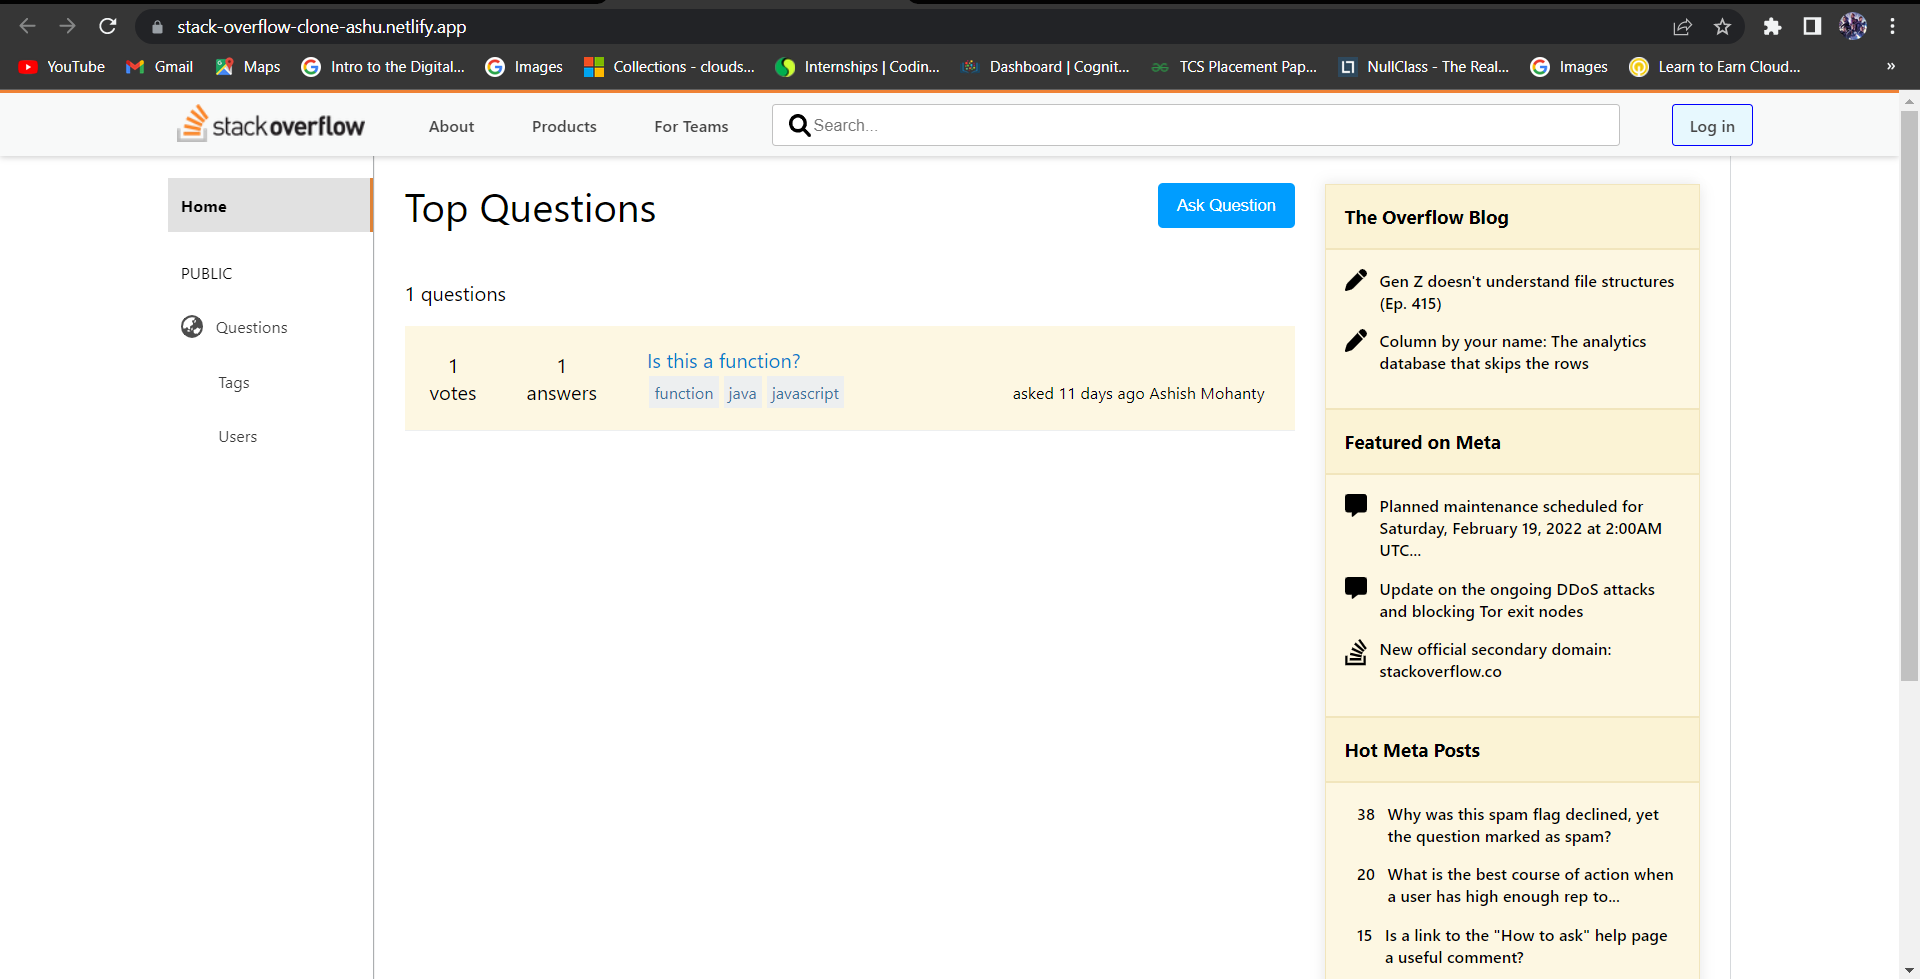 stack-overflow-clone-ashu.netlify.app
YouTube Gmail Maps Intro to the Digital... Images Collections - clouds... Internships | Codin... Dashboard | Cognit... TCS Placement Pap... NullClass - The Real... Images Learn to Earn Cloud... »
stackoverflow About Products For Teams Search... Log in
Home
PUBLIC
Questions
Tags
Users
Top Questions
Ask Question
1 questions
1 votes
1 answers
Is this a function?
function java javascript
asked 11 days ago Ashish Mohanty
The Overflow Blog
Gen Z doesn't understand file structures
(Ep. 415)
Column by your name: The analytics
database that skips the rows
Featured on Meta
Planned maintenance scheduled for
Saturday, February 19, 2022 at 2:00AM
UTC...
Update on the ongoing DDoS attacks
and blocking Tor exit nodes
New official secondary domain:
stackoverflow.co
Hot Meta Posts
38 Why was this spam flag declined, yet
the question marked as spam?
20 What is the best course of action when
a user has high enough rep to...
15 Is a link to the "How to ask" help page
a useful comment?